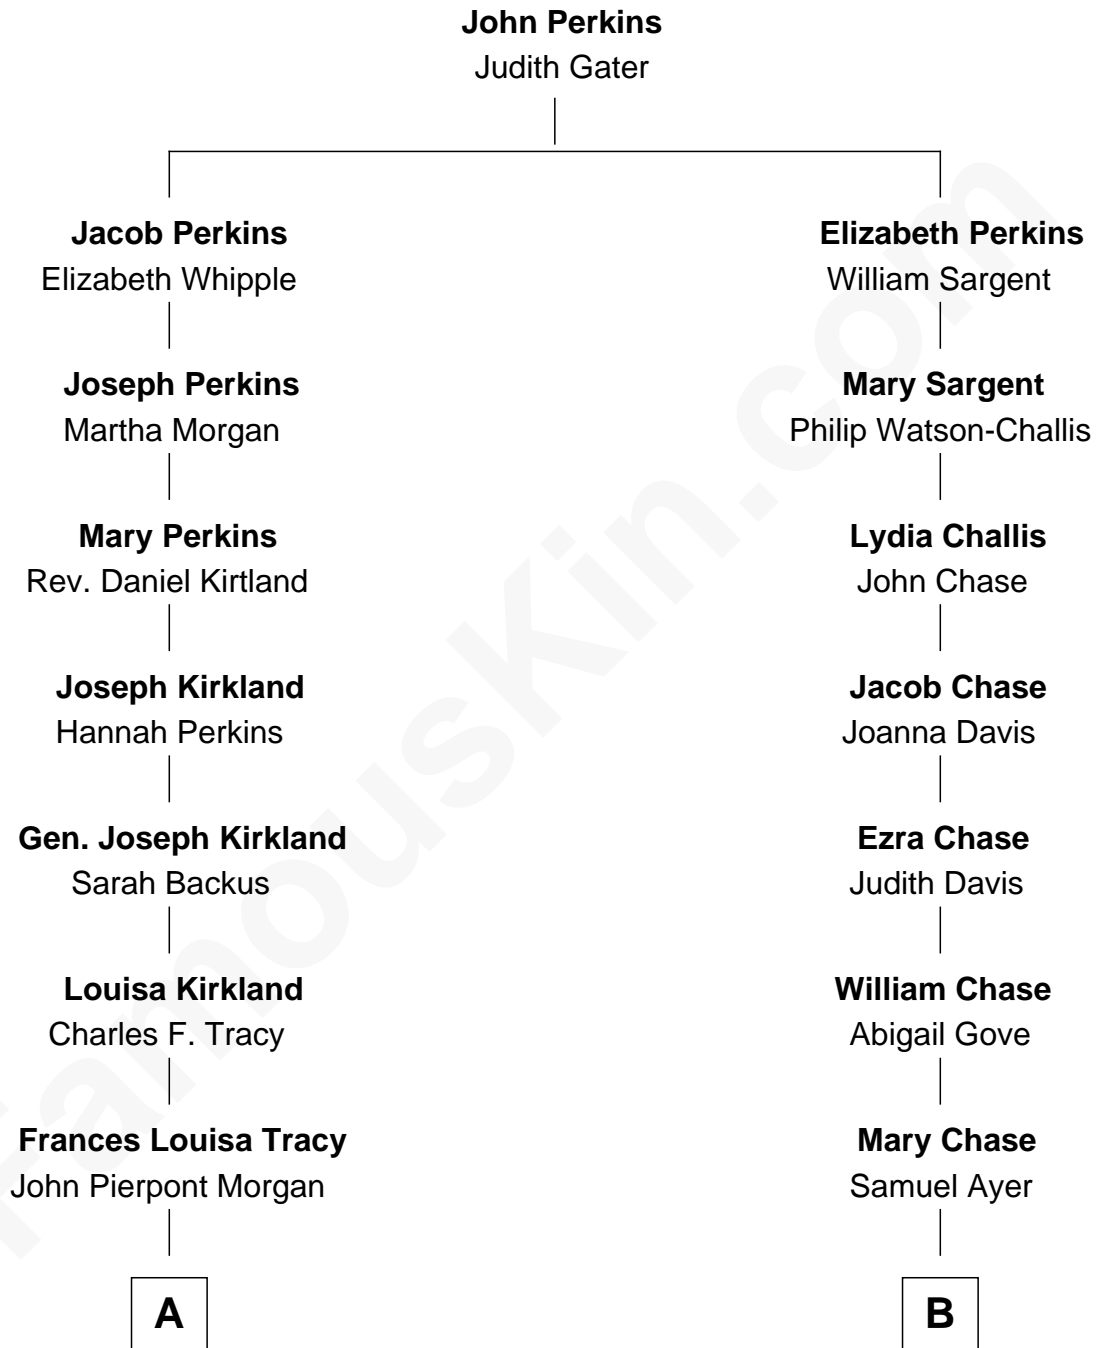 John Perkins
Judith Gater
Jacob Perkins
Elizabeth Whipple
Joseph Perkins
Martha Morgan
Mary Perkins
Rev. Daniel Kirtland
Joseph Kirkland
Hannah Perkins
Gen. Joseph Kirkland
Sarah Backus
Louisa Kirkland
Charles F. Tracy
Frances Louisa Tracy
John Pierpont Morgan
A
Elizabeth Perkins
William Sargent
Mary Sargent
Philip Watson-Challis
Lydia Challis
John Chase
Jacob Chase
Joanna Davis
Ezra Chase
Judith Davis
William Chase
Abigail Gove
Mary Chase
Samuel Ayer
B
FamousKin.com